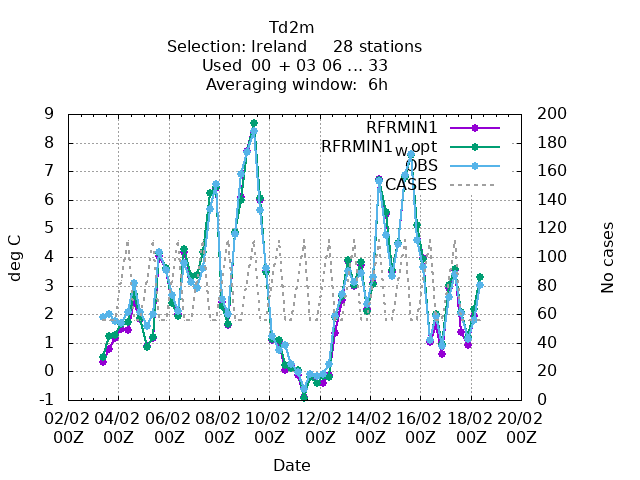 Td2m
Selection: Ireland 28 stations
Used 00 + 03 06 ... 33
Averaging window: 6h
RFRMIN1
RFRMIN1wopt
OBS
CASES
deg C
9
8
7
6
5
4
3
2
1
0
-1
No cases
200
180
160
140
120
100
80
60
40
20
0
02/02 04/02 06/02 08/02 10/02 12/02 14/02 16/02 18/02 20/02
00Z 00Z 00Z 00Z 00Z 00Z 00Z 00Z 00Z 00Z
Date